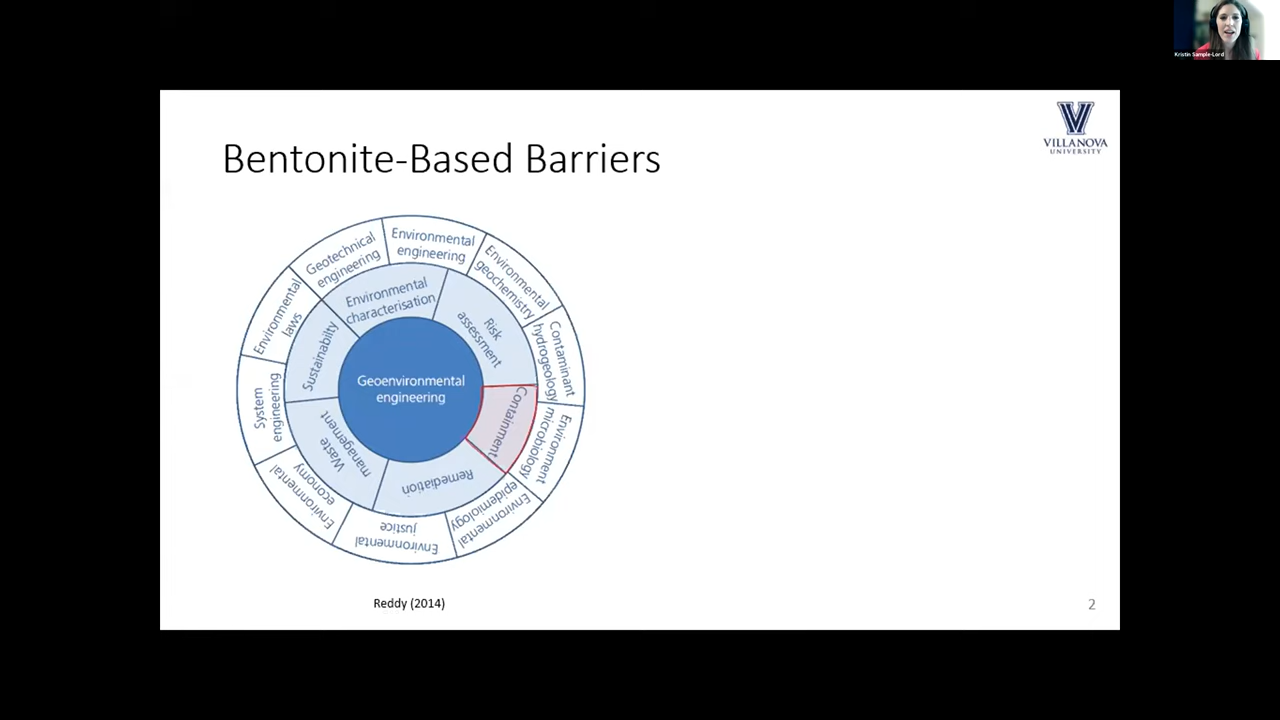 Kristin Sample-Lord
VILLANOVA
UNIVERSITY
Bentonite-Based Barriers
Geotechnical
engineering
Environmental
engineering
Environmental
geochemistry
Contaminant
hydrogeology
Environment
microbiology
Environmental
epidemiology
Environmental
justice
Environmental
economy
System
engineering
Environmental
laws
Environmental
characterisation
Risk
assessment
Containment
Remediation
Waste
management
Sustainability
Geoenvironmental
engineering
Reddy (2014)
2